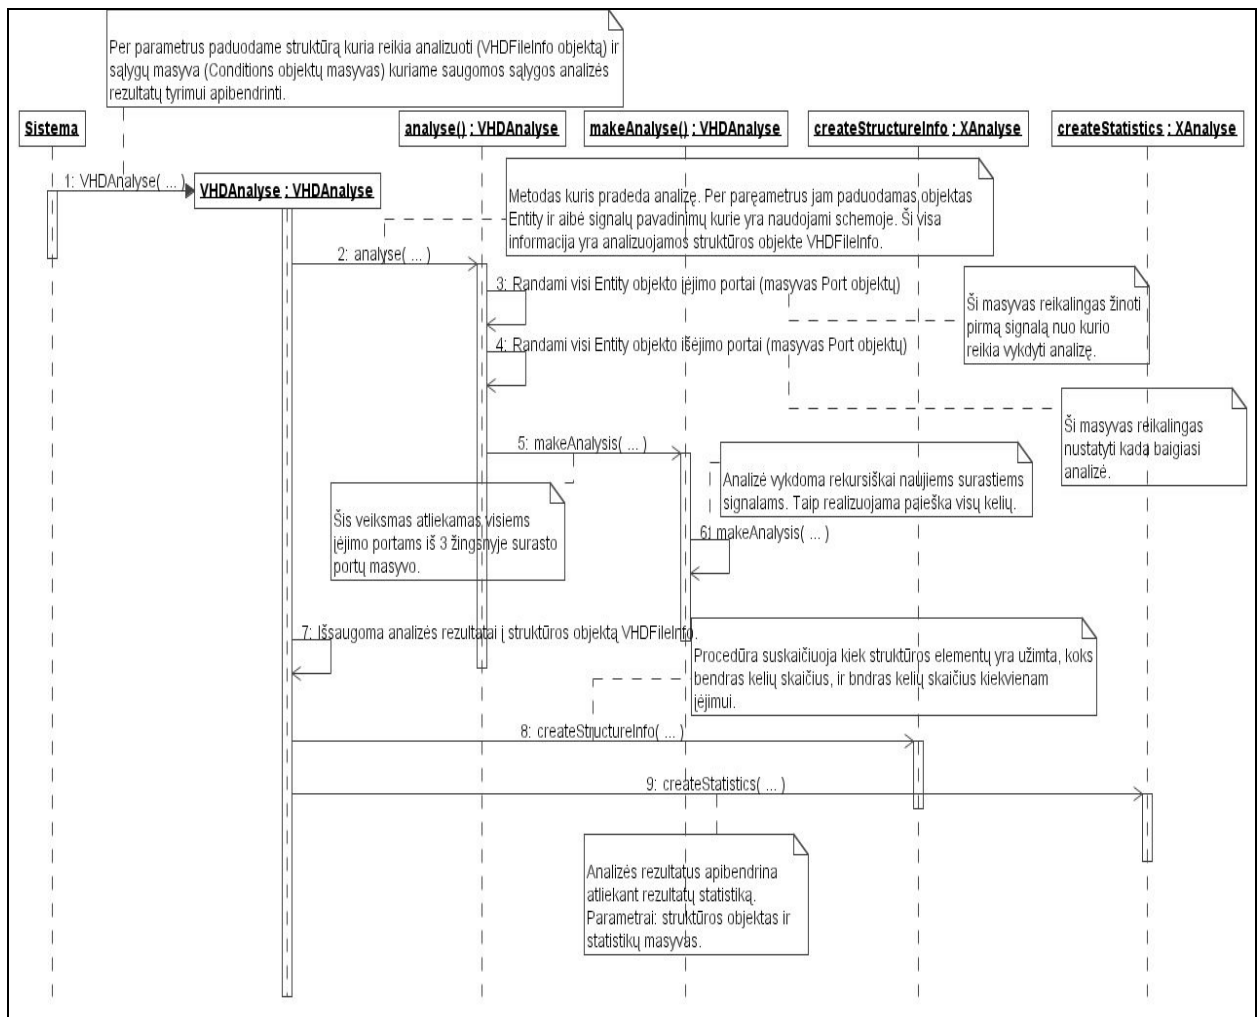 Per parametrus paduodame struktūrą kuria reikia analizuoti (VHDFileInfo objektą) ir
sąlygų masyva (Conditions objektų masyvas) kuriame saugomos sąlygos analizės
rezultatų tyrimui apibendrinti.
Sistema
analyse() : VHDAnalyse
makeAnalyse() : VHDAnalyse
createStructureInfo : XAnalyse
createStatistics : XAnalyse
1: VHDAnalyse( ... )
VHDAnalyse : VHDAnalyse
Metodas kuris pradeda analizę. Per paręametrus jam paduodamas objektas
Entity ir aibė signalų pavadinimų kurie yra naudojami schemoje. Ši visa
informacija yra analizuojamos struktūros objekte VHDFileInfo.
2: analyse( ... )
3: Randami visi Entity objekto įėjimo portai (masyvas Port objektų)
Ši masyvas reikalingas žinoti
pirmą signalą nuo kurio
reikia vykdyti analizę.
4: Randami visi Entity objekto išėjimo portai (masyvas Port objektų)
Ši masyvas reikalingas
nustatyti kada baigiasi
analizė.
5: makeAnalysis( ... )
Analizė vykdoma rekursiškai naujiems surastiems
signalams. Taip realizuojama paieška visų kelių.
Šis veiksmas atliekamas visiems
įėjimo portams iš 3 žingsnyje surasto
portų masyvo.
6: makeAnalysis( ... )
7: Išsaugoma analizės rezultatai į struktūros objektą VHDFileInfo.
Procedūra suskaičiuoja kiek struktūros elementų yra užimta, koks
bendras kelių skaičius, ir bndras kelių skaičius kiekvienam
įėjimui.
8: createStructureInfo( ... )
9: createStatistics( ... )
Analizės rezultatus apibendrina
atliekant rezultatų statistiką.
Parametrai: struktūros objektas ir
statistikų masyvas.